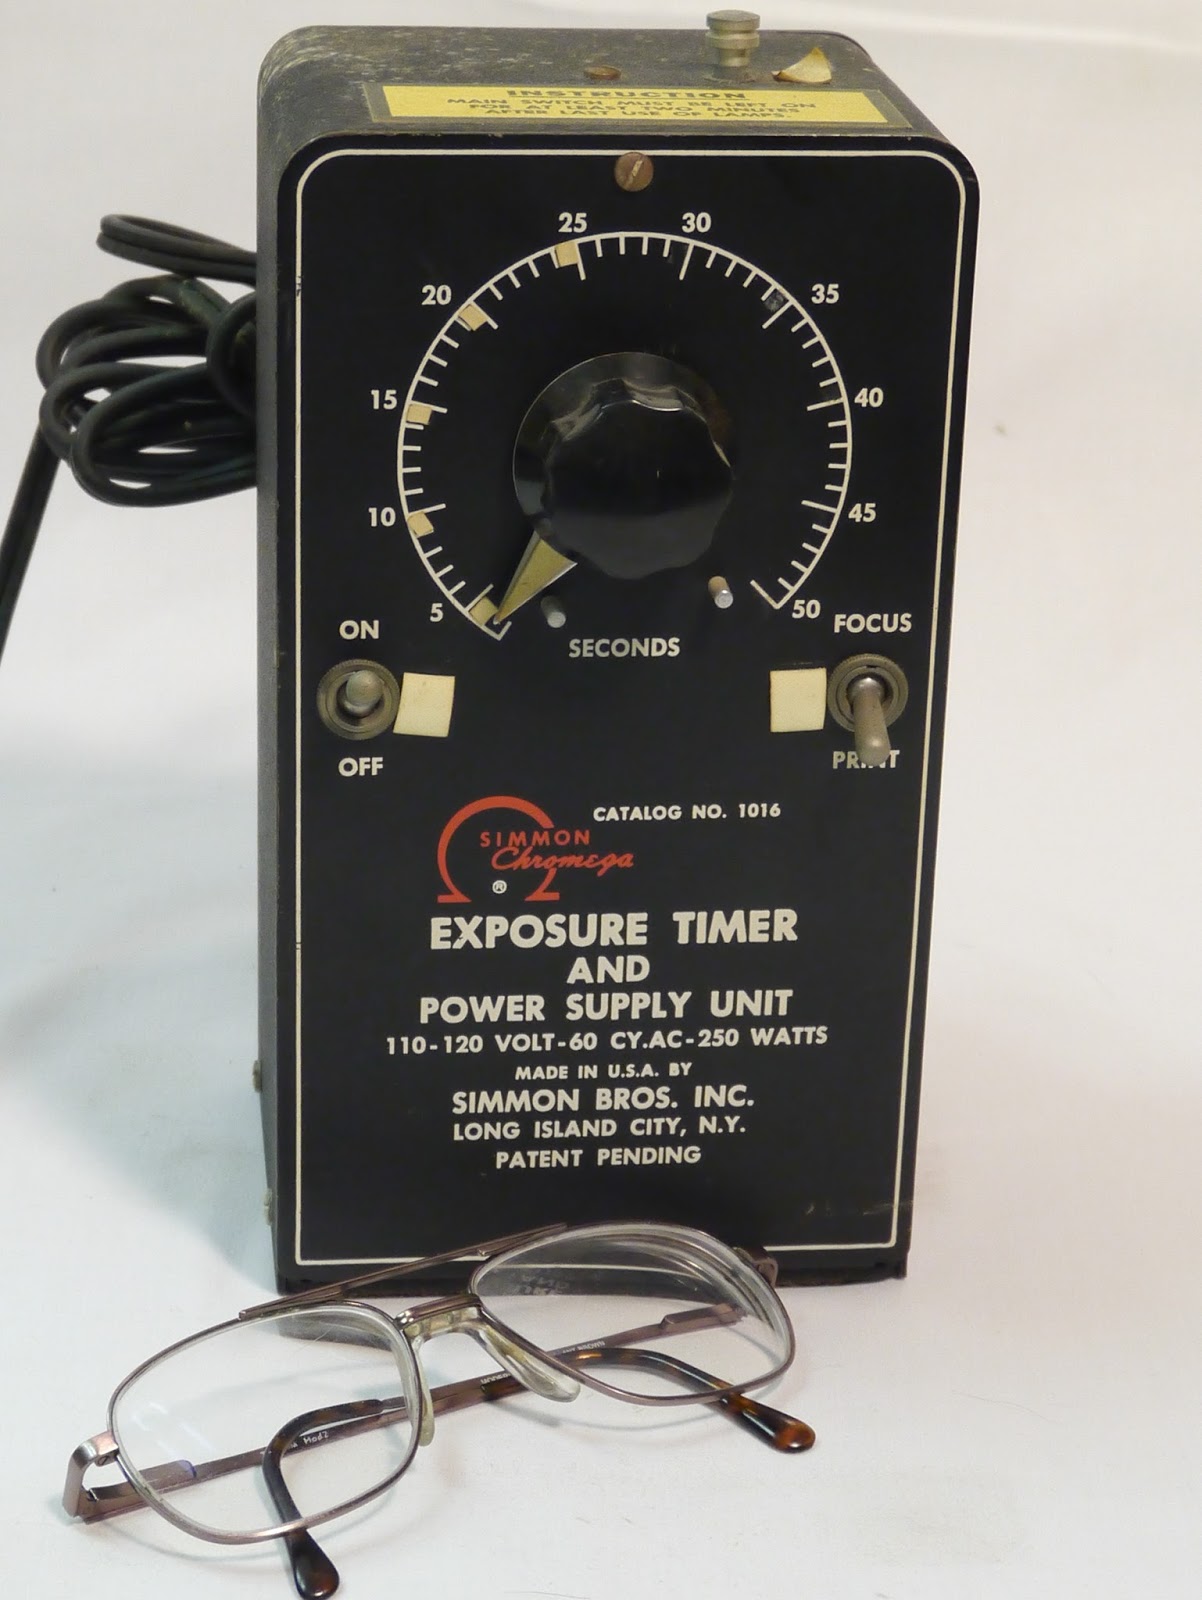 INSTRUCTION
MAIN SWITCH MUST BE LEFT ON
FOR AT LEAST TWO MINUTES
AFTER LAST USE OF LAMPS.
25 30
20 35
15 40
10 45
5 50
SECONDS
ON FOCUS
OFF PRINT
CATALOG NO. 1016
SIMMON
Chromega
®
EXPOSURE TIMER
AND
POWER SUPPLY UNIT
110-120 VOLT-60 CY.AC-250 WATTS
MADE IN U.S.A. BY
SIMMON BROS. INC.
LONG ISLAND CITY, N.Y.
PATENT PENDING